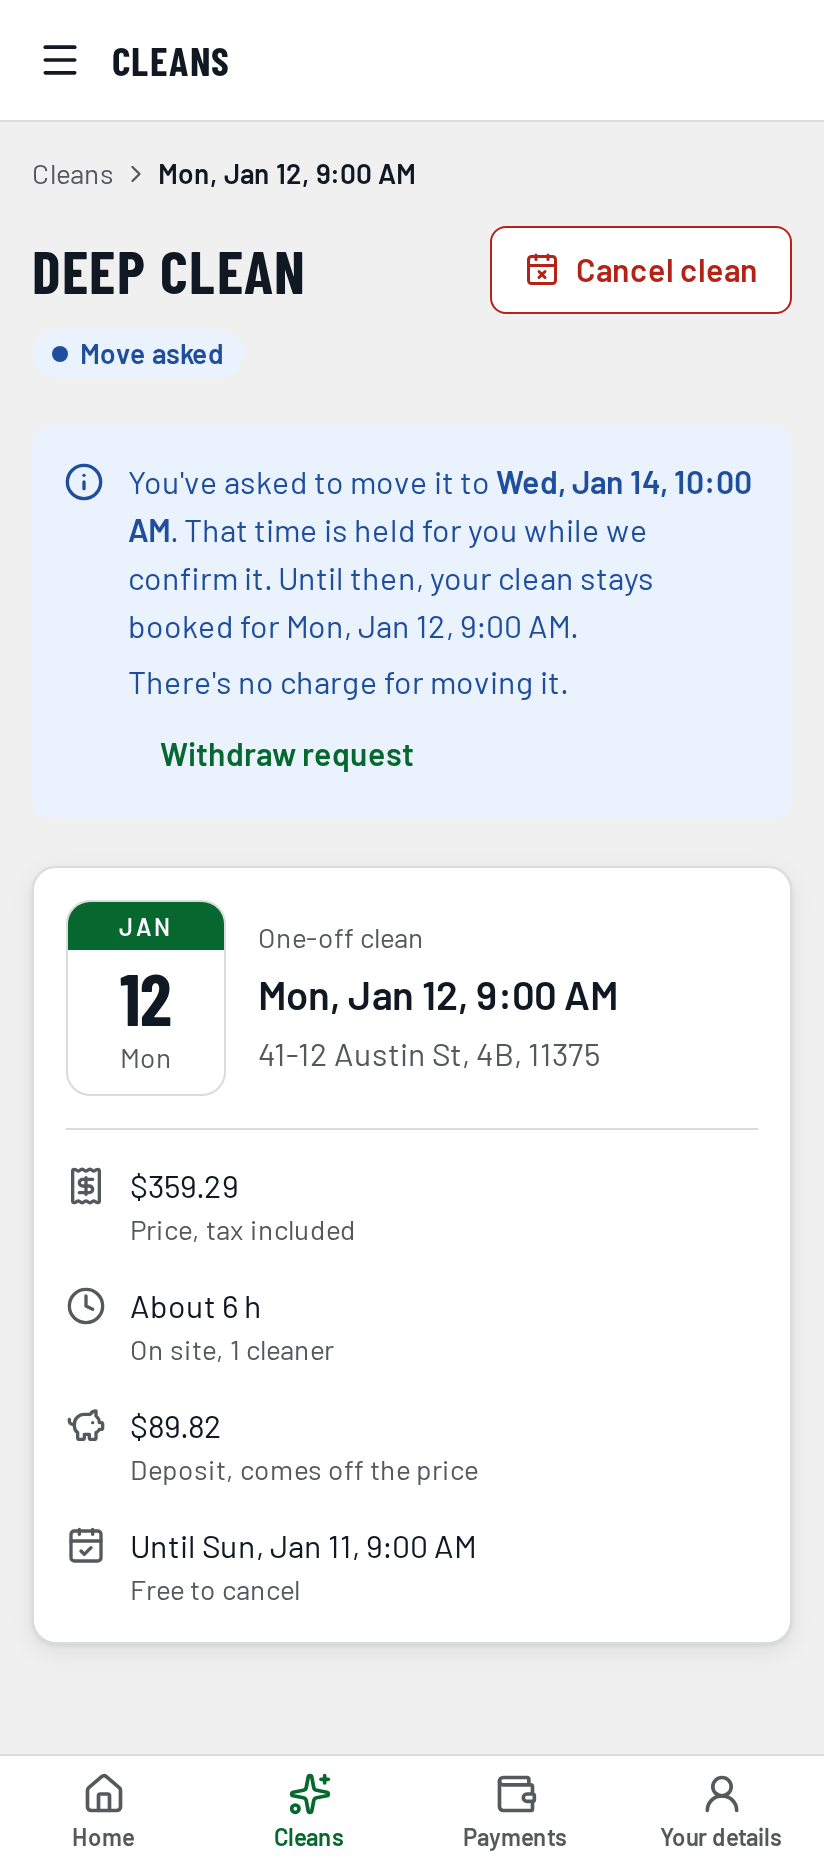 CLEANS
Cleans > Mon, Jan 12, 9:00 AM
DEEP CLEAN
Cancel clean
Move asked
You've asked to move it to Wed, Jan 14, 10:00
AM. That time is held for you while we
confirm it. Until then, your clean stays
booked for Mon, Jan 12, 9:00 AM.
There's no charge for moving it.
Withdraw request
JAN
12
Mon
One-off clean
Mon, Jan 12, 9:00 AM
41-12 Austin St, 4B, 11375
$359.29
Price, tax included
About 6 h
On site, 1 cleaner
$89.82
Deposit, comes off the price
Until Sun, Jan 11, 9:00 AM
Free to cancel
Home
Cleans
Payments
Your details